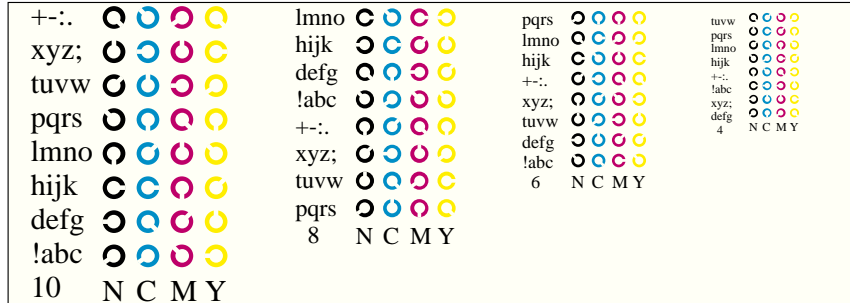 +-:.
xyz;
tuvw
pqrs
lmno
hijk
defg
!abc
10 N C M Y
lmno
hijk
defg
!abc
+-:.
xyz;
tuvw
pqrs
8 N C M Y
pqrs
lmno
hijk
+-:.
xyz;
tuvw
defg
!abc
6 N C M Y
tuvw
pqrs
lmno
hijk
+-:.
!abc
xyz;
defg
4 N C M Y